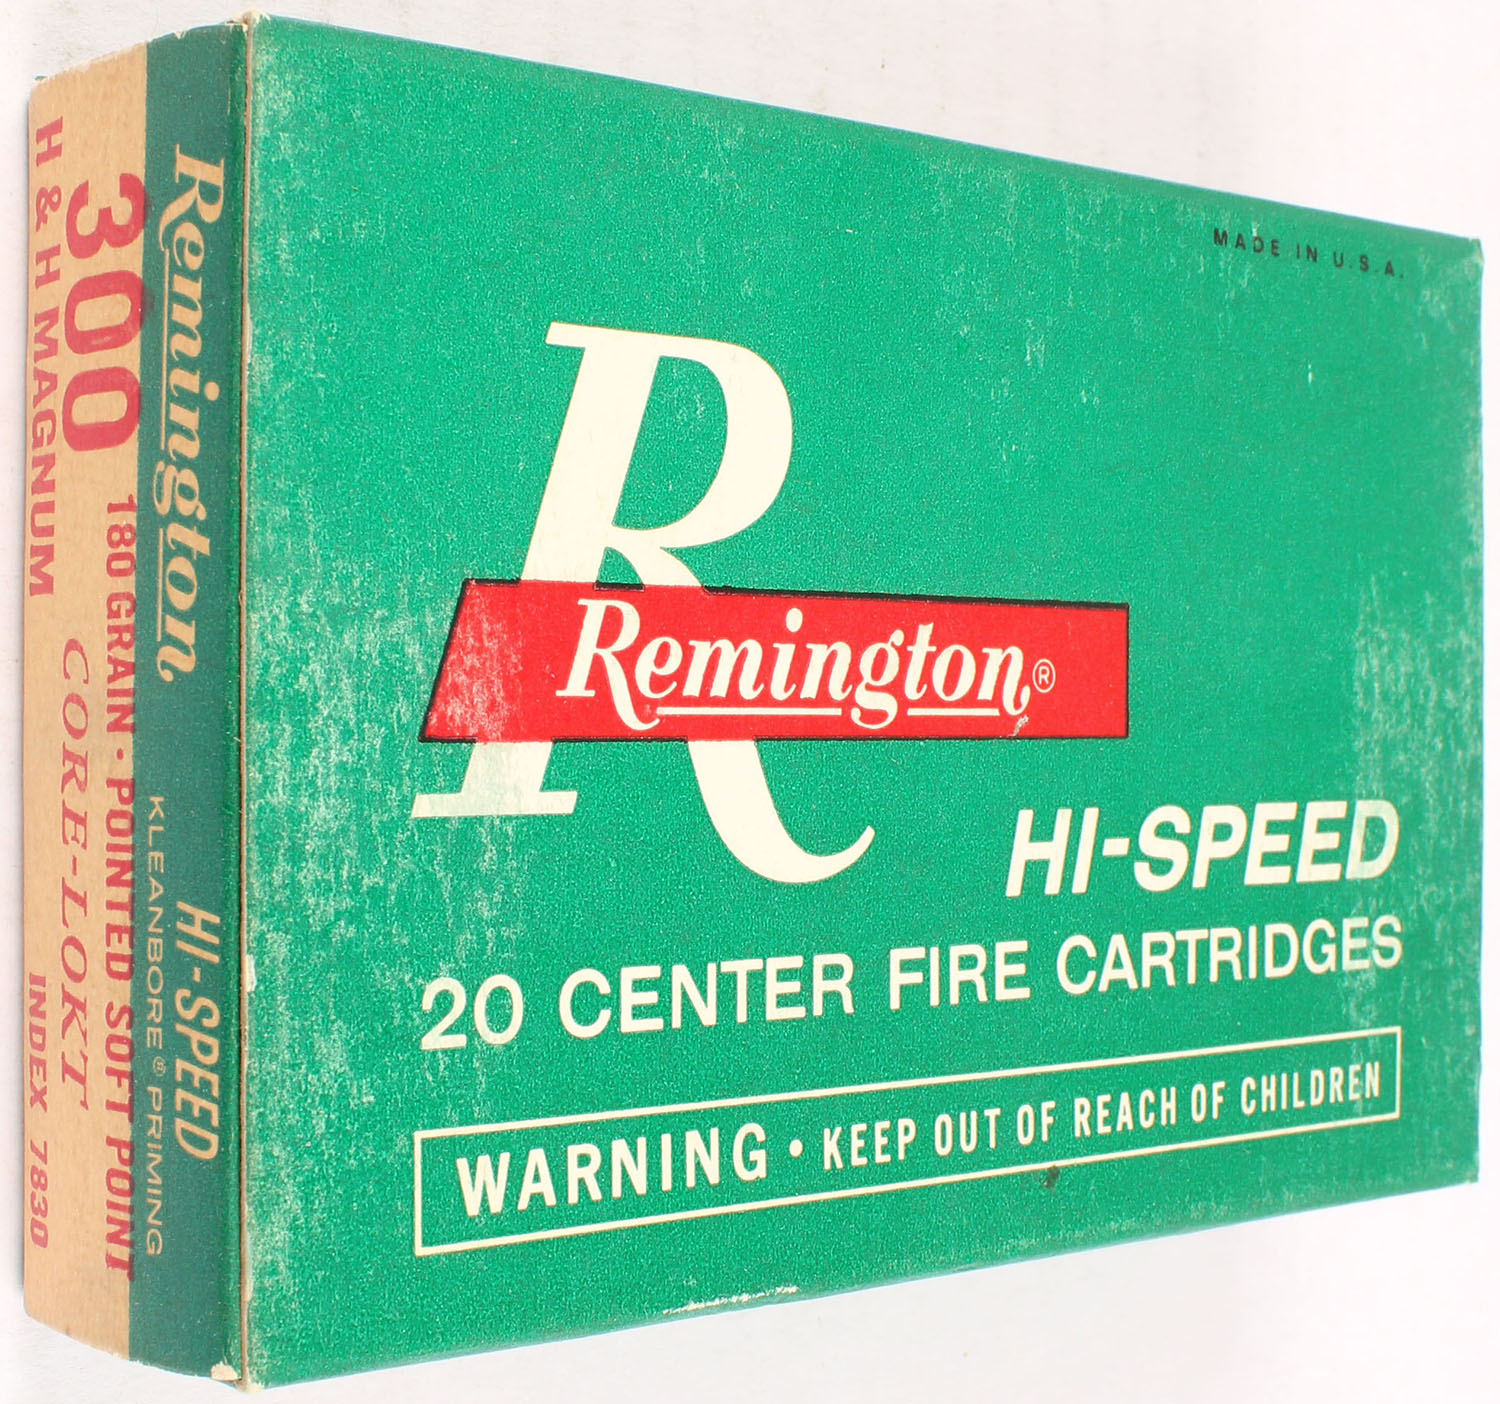 MADE IN U.S.A.
R
Remington®
HI-SPEED
20 CENTER FIRE CARTRIDGES
WARNING • KEEP OUT OF REACH OF CHILDREN
Remington. HI-SPEED
KLEANBORE® PRIMING
300 180 GRAIN • POINTED SOFT POINT
H & H MAGNUM CORE-LOKT
INDEX 7830